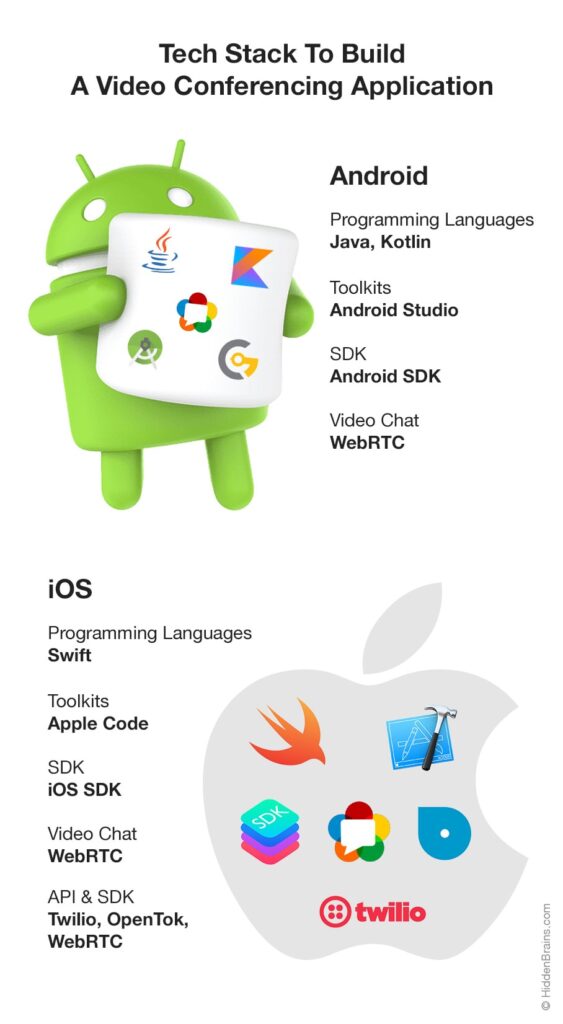 Tech Stack To Build
A Video Conferencing Application
Android
Programming Languages
Java, Kotlin
Toolkits
Android Studio
SDK
Android SDK
Video Chat
WebRTC
iOS
Programming Languages
Swift
Toolkits
Apple Code
SDK
iOS SDK
Video Chat
WebRTC
API & SDK
Twilio, OpenTok,
WebRTC
SDK
twilio
© HiddenBrains.com